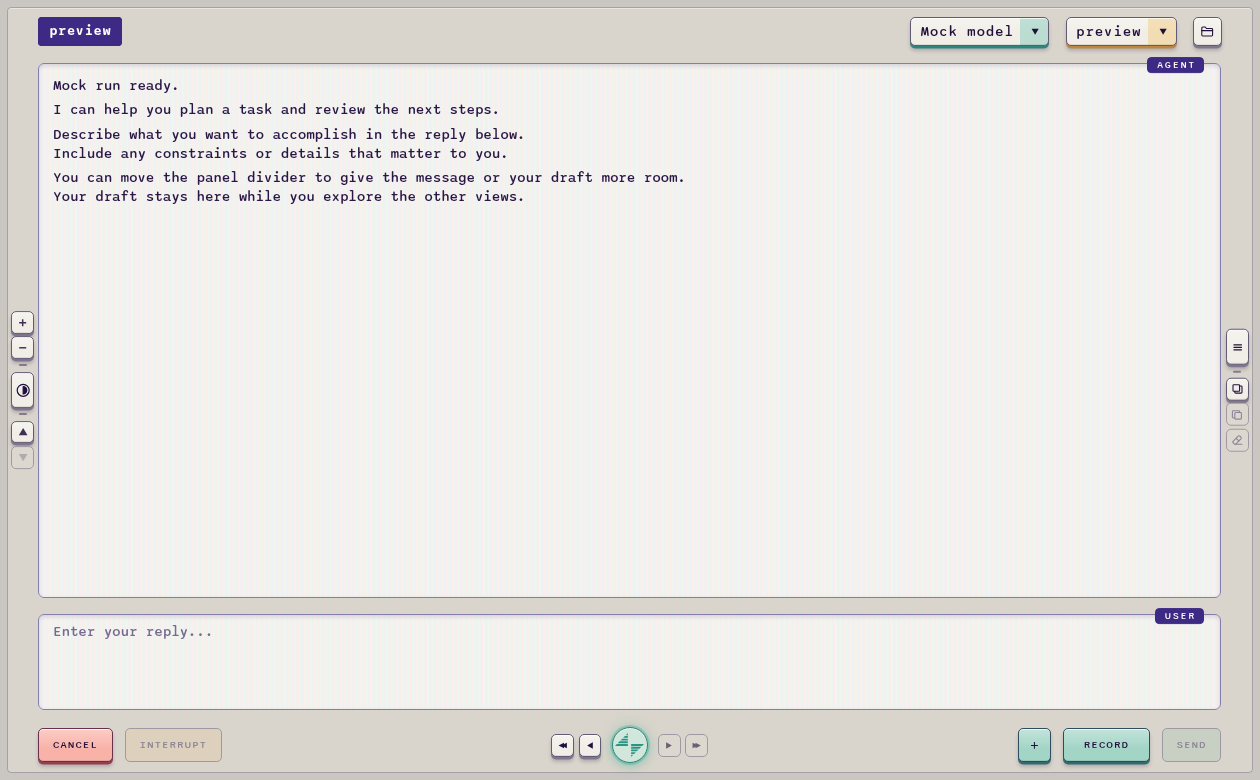 preview
Mock model
preview
AGENT
Mock run ready.
I can help you plan a task and review the next steps.
Describe what you want to accomplish in the reply below.
Include any constraints or details that matter to you.
You can move the panel divider to give the message or your draft more room.
Your draft stays here while you explore the other views.
USER
Enter your reply...
CANCEL
INTERRUPT
RECORD
SEND